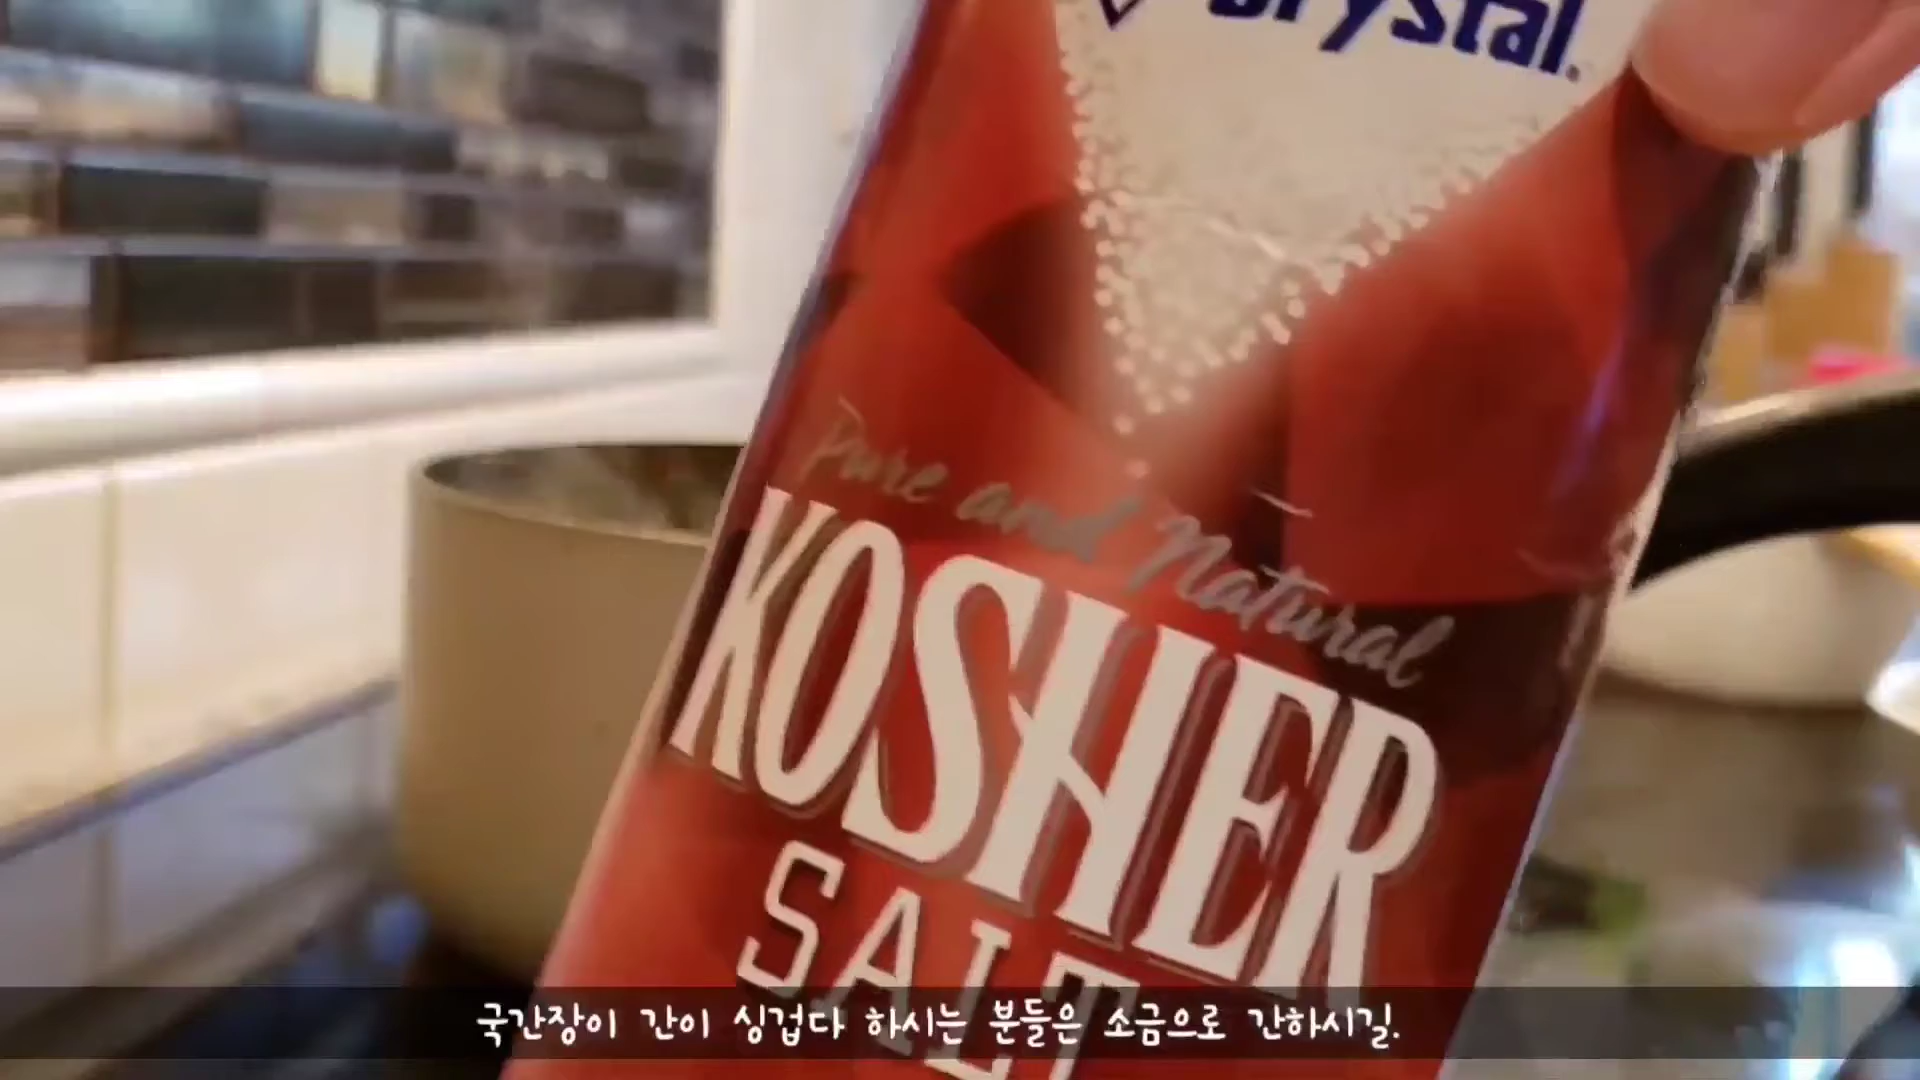 Crystal.
Pure and Natural
KOSHER
SALT
국간장이 간이 싱겁다 하시는 분들은 소금으로 간하시길.